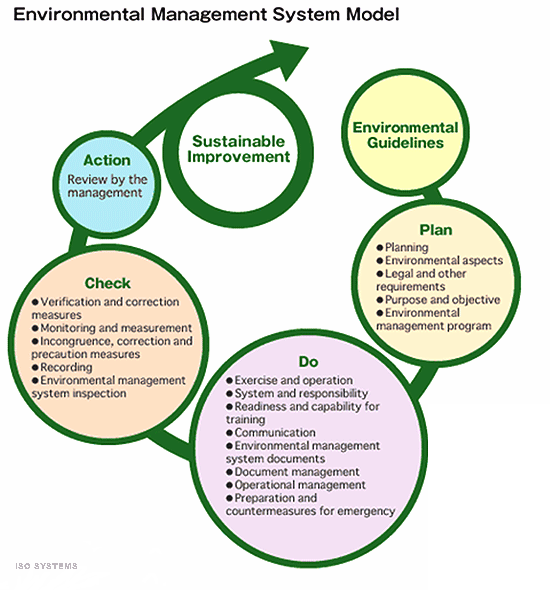 Environmental Management System Model
Sustainable
Improvement
Environmental
Guidelines
Action
Review by the
management
Plan
●Planning
●Environmental aspects
●Legal and other
requirements
●Purpose and objective
●Environmental
management program
Check
●Verification and correction
measures
●Monitoring and measurement
●Incongruence, correction and
precaution measures
●Recording
●Environmental management
system inspection
Do
●Exercise and operation
●System and responsibility
●Readiness and capability for
training
●Communication
●Environmental management
system documents
●Document management
●Operational management
●Preparation and
countermeasures for emergency
ISO SYSTEMS